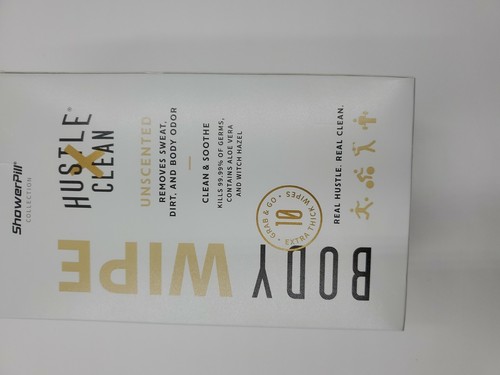 ShowerPill®
COLLECTION
HUSTLE®
X
CLEAN
UNSCENTED
REMOVES SWEAT,
DIRT, AND BODY ODOR
CLEAN & SOOTHE
KILLS 99.99% OF GERMS,
CONTAINS ALOE VERA
AND WITCH HAZEL
GRAB & GO
10
EXTRA THICK WIPES
REAL HUSTLE. REAL CLEAN.
BODY
WIPE